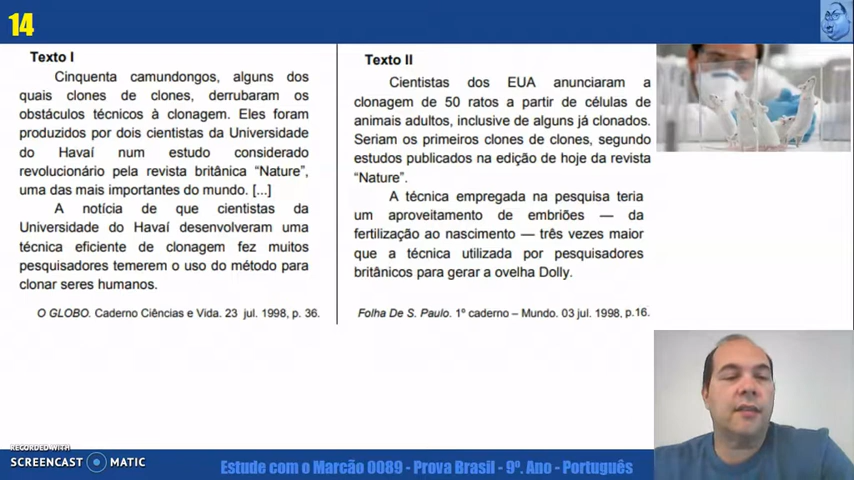 14
Texto I
Cinquenta camundongos, alguns dos
quais clones de clones, derrubaram os
obstáculos técnicos à clonagem. Eles foram
produzidos por dois cientistas da Universidade
do Havaí num estudo considerado
revolucionário pela revista britânica “Nature”,
uma das mais importantes do mundo. [...]
A notícia de que cientistas da
Universidade do Havaí desenvolveram uma
técnica eficiente de clonagem fez muitos
pesquisadores temerem o uso do método para
clonar seres humanos.
O GLOBO. Caderno Ciências e Vida. 23 jul. 1998, p. 36.
Texto II
Cientistas dos EUA anunciaram a
clonagem de 50 ratos a partir de células de
animais adultos, inclusive de alguns já clonados.
Seriam os primeiros clones de clones, segundo
estudos publicados na edição de hoje da revista
“Nature”.
A técnica empregada na pesquisa teria
um aproveitamento de embriões — da
fertilização ao nascimento — três vezes maior
que a técnica utilizada por pesquisadores
britânicos para gerar a ovelha Dolly.
Folha De S. Paulo. 1º caderno – Mundo. 03 jul. 1998, p.16.
RECORDED WITH
SCREENCAST MATIC
Estude com o Marcão 0089 - Prova Brasil - 9º. Ano - Português